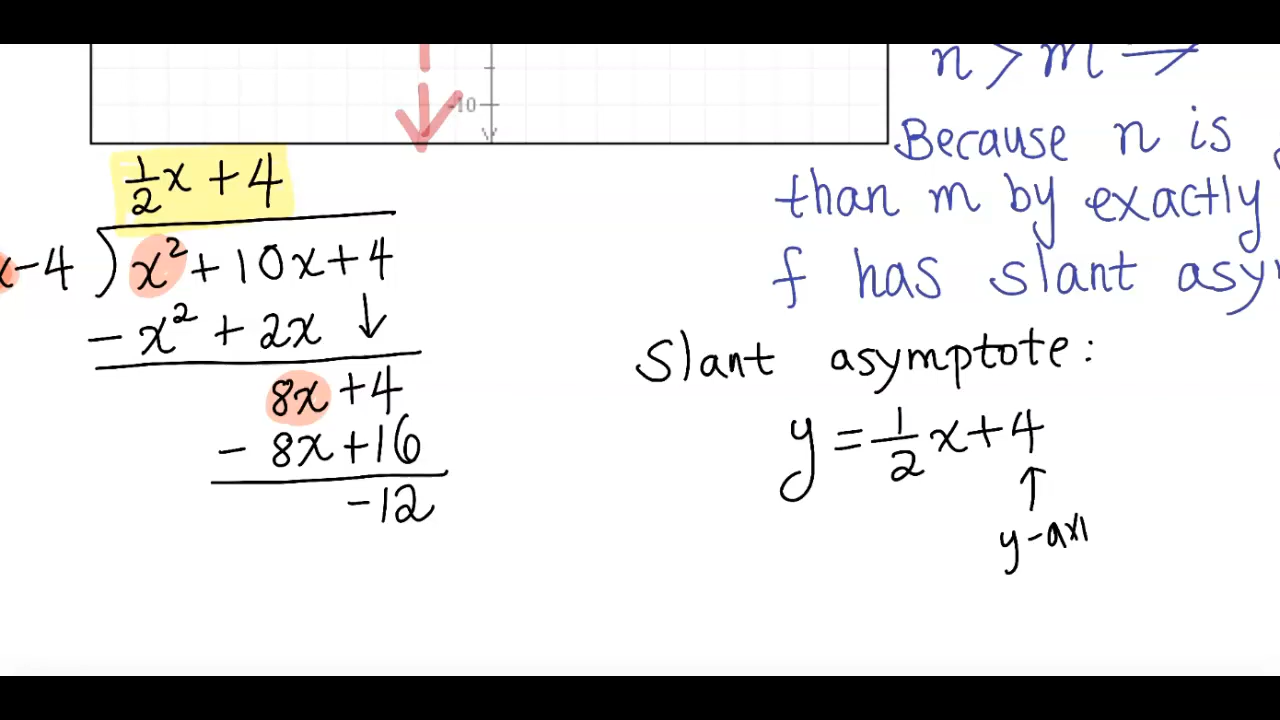 n > m ⟹
-10
Because n is
than m by exactly
f has slant asym
½x + 4
x - 4 ) x² + 10x + 4
- x² + 2x ↓
8x + 4
- 8x + 16
-12
Slant asymptote:
y = ½x + 4
↑
y-axi